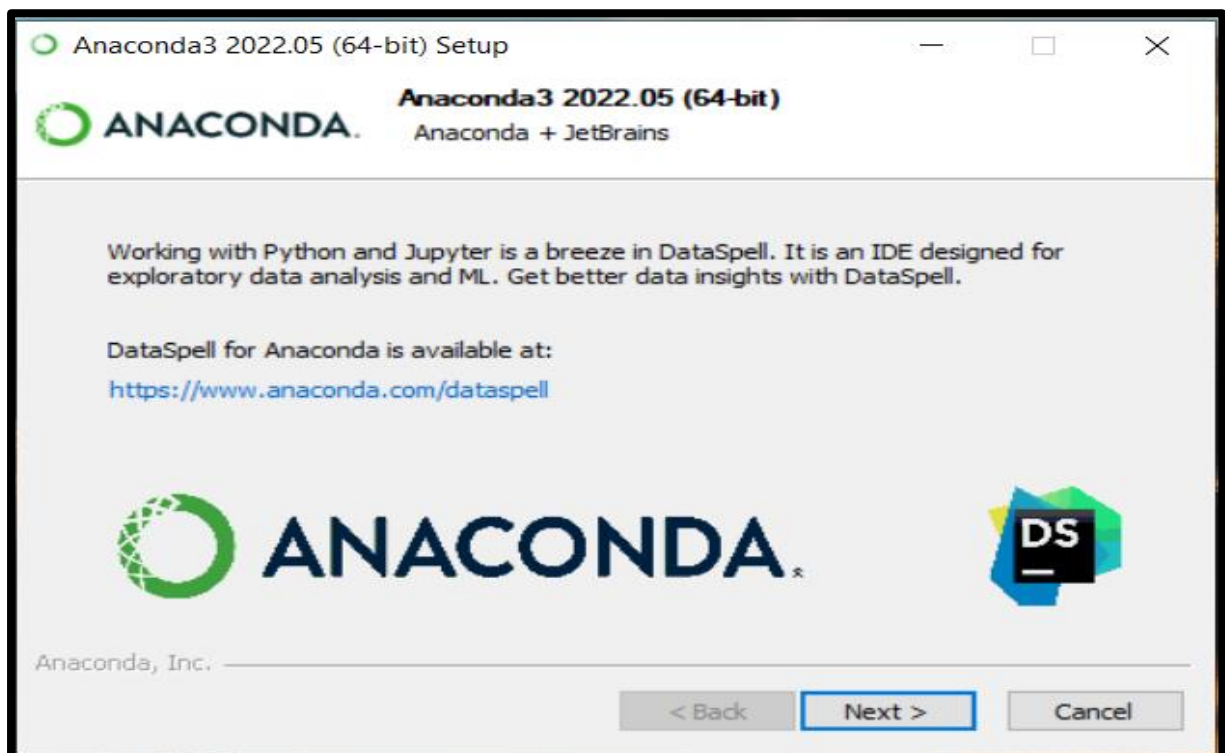 Anaconda3 2022.05 (64-bit) Setup
ANACONDA.
Anaconda3 2022.05 (64-bit)
Anaconda + JetBrains
Working with Python and Jupyter is a breeze in DataSpell. It is an IDE designed for
exploratory data analysis and ML. Get better data insights with DataSpell.
DataSpell for Anaconda is available at:
https://www.anaconda.com/dataspell
ANACONDA.
DS
Anaconda, Inc.
< Back
Next >
Cancel